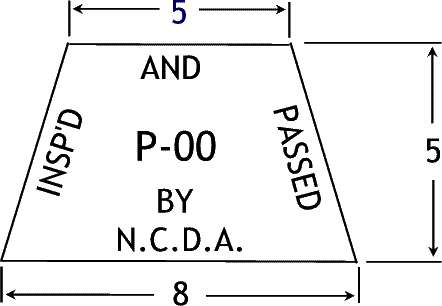 5
AND
INSP'D
PASSED
P-00
5
BY
N.C.D.A.
8